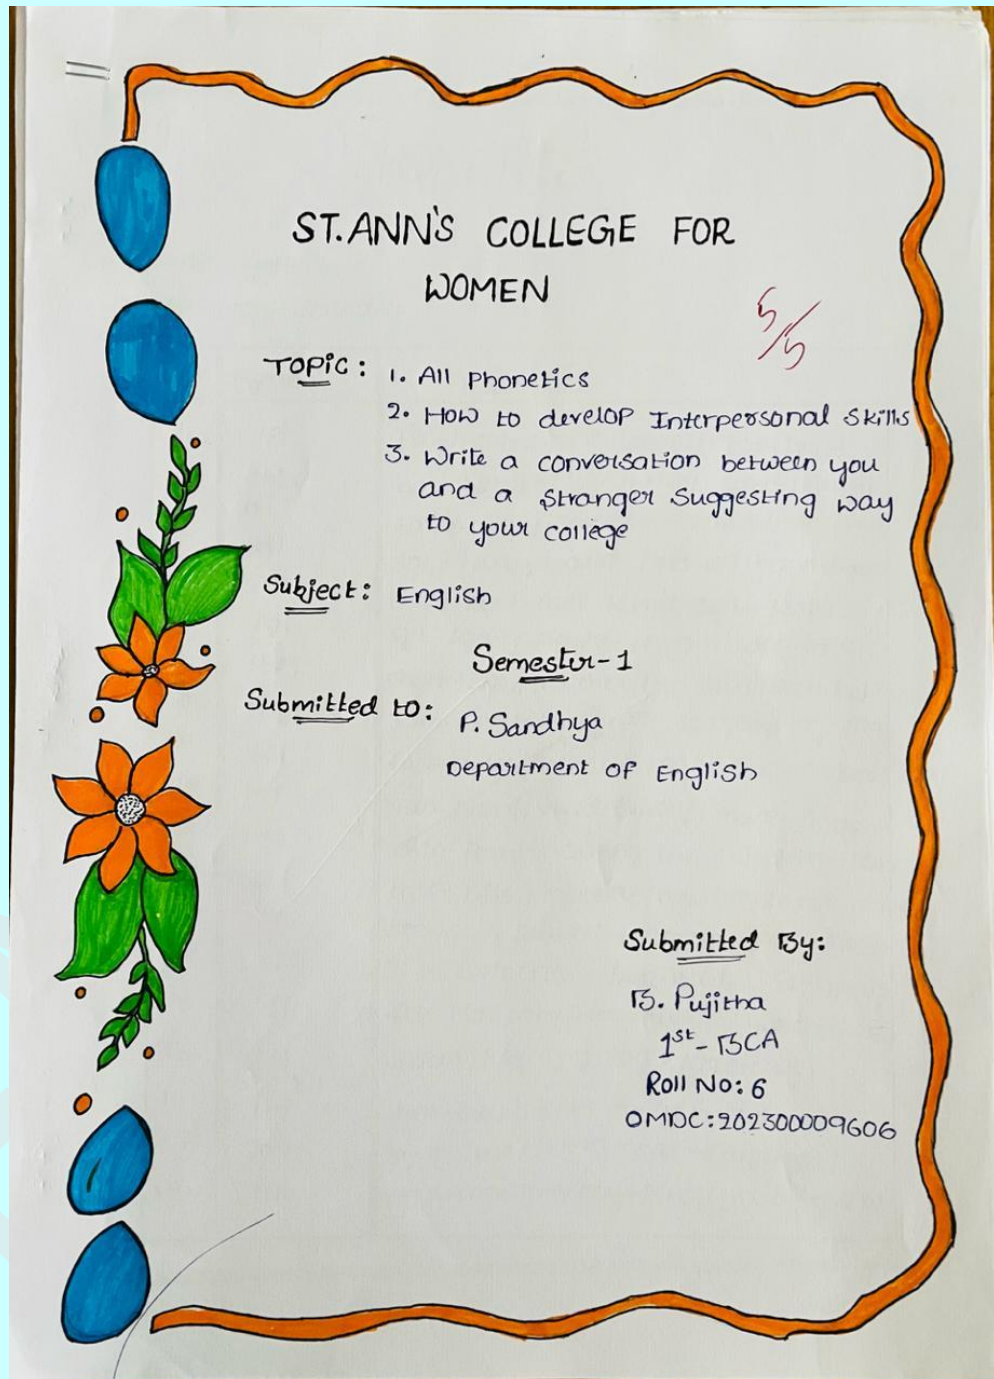 ST.ANN'S COLLEGE FOR
WOMEN
5/5
TOPIC: 1. All Phonetics
2. How to develop Interpersonal Skills
3. Write a conversation between you
and a stranger suggesting way
to your college
Subject: English
Semester-1
Submitted to: P. Sandhya
Department of English
Submitted By:
B. Pujitha
1st - BCA
Roll No: 6
OMDC:202300009606